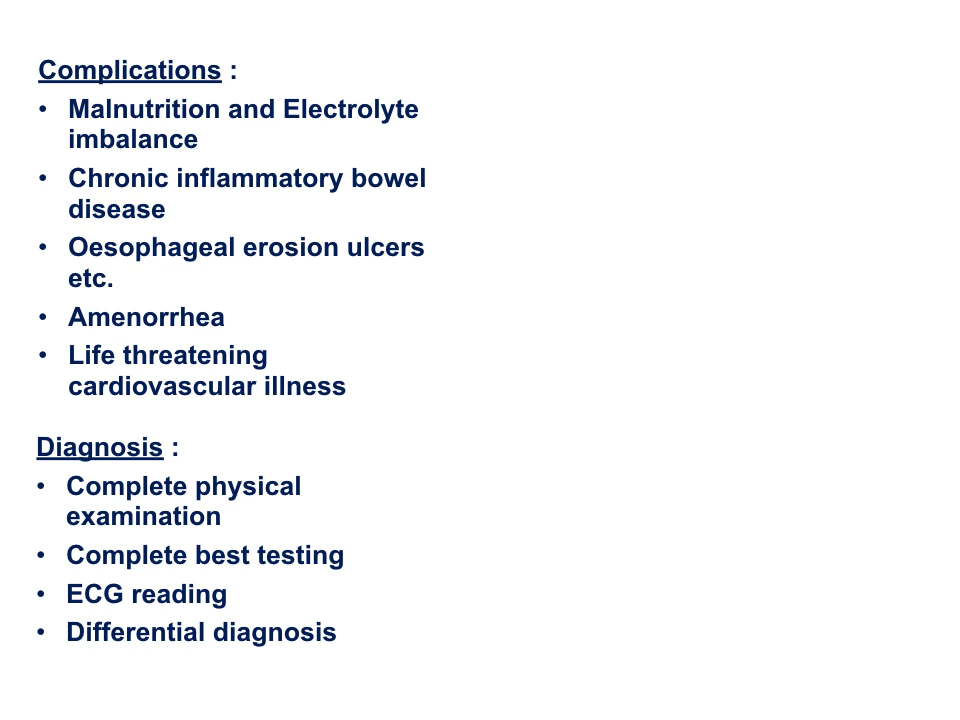 Complications :
• Malnutrition and Electrolyte
imbalance
• Chronic inflammatory bowel
disease
• Oesophageal erosion ulcers
etc.
• Amenorrhea
• Life threatening
cardiovascular illness
Diagnosis :
• Complete physical
examination
• Complete best testing
• ECG reading
• Differential diagnosis